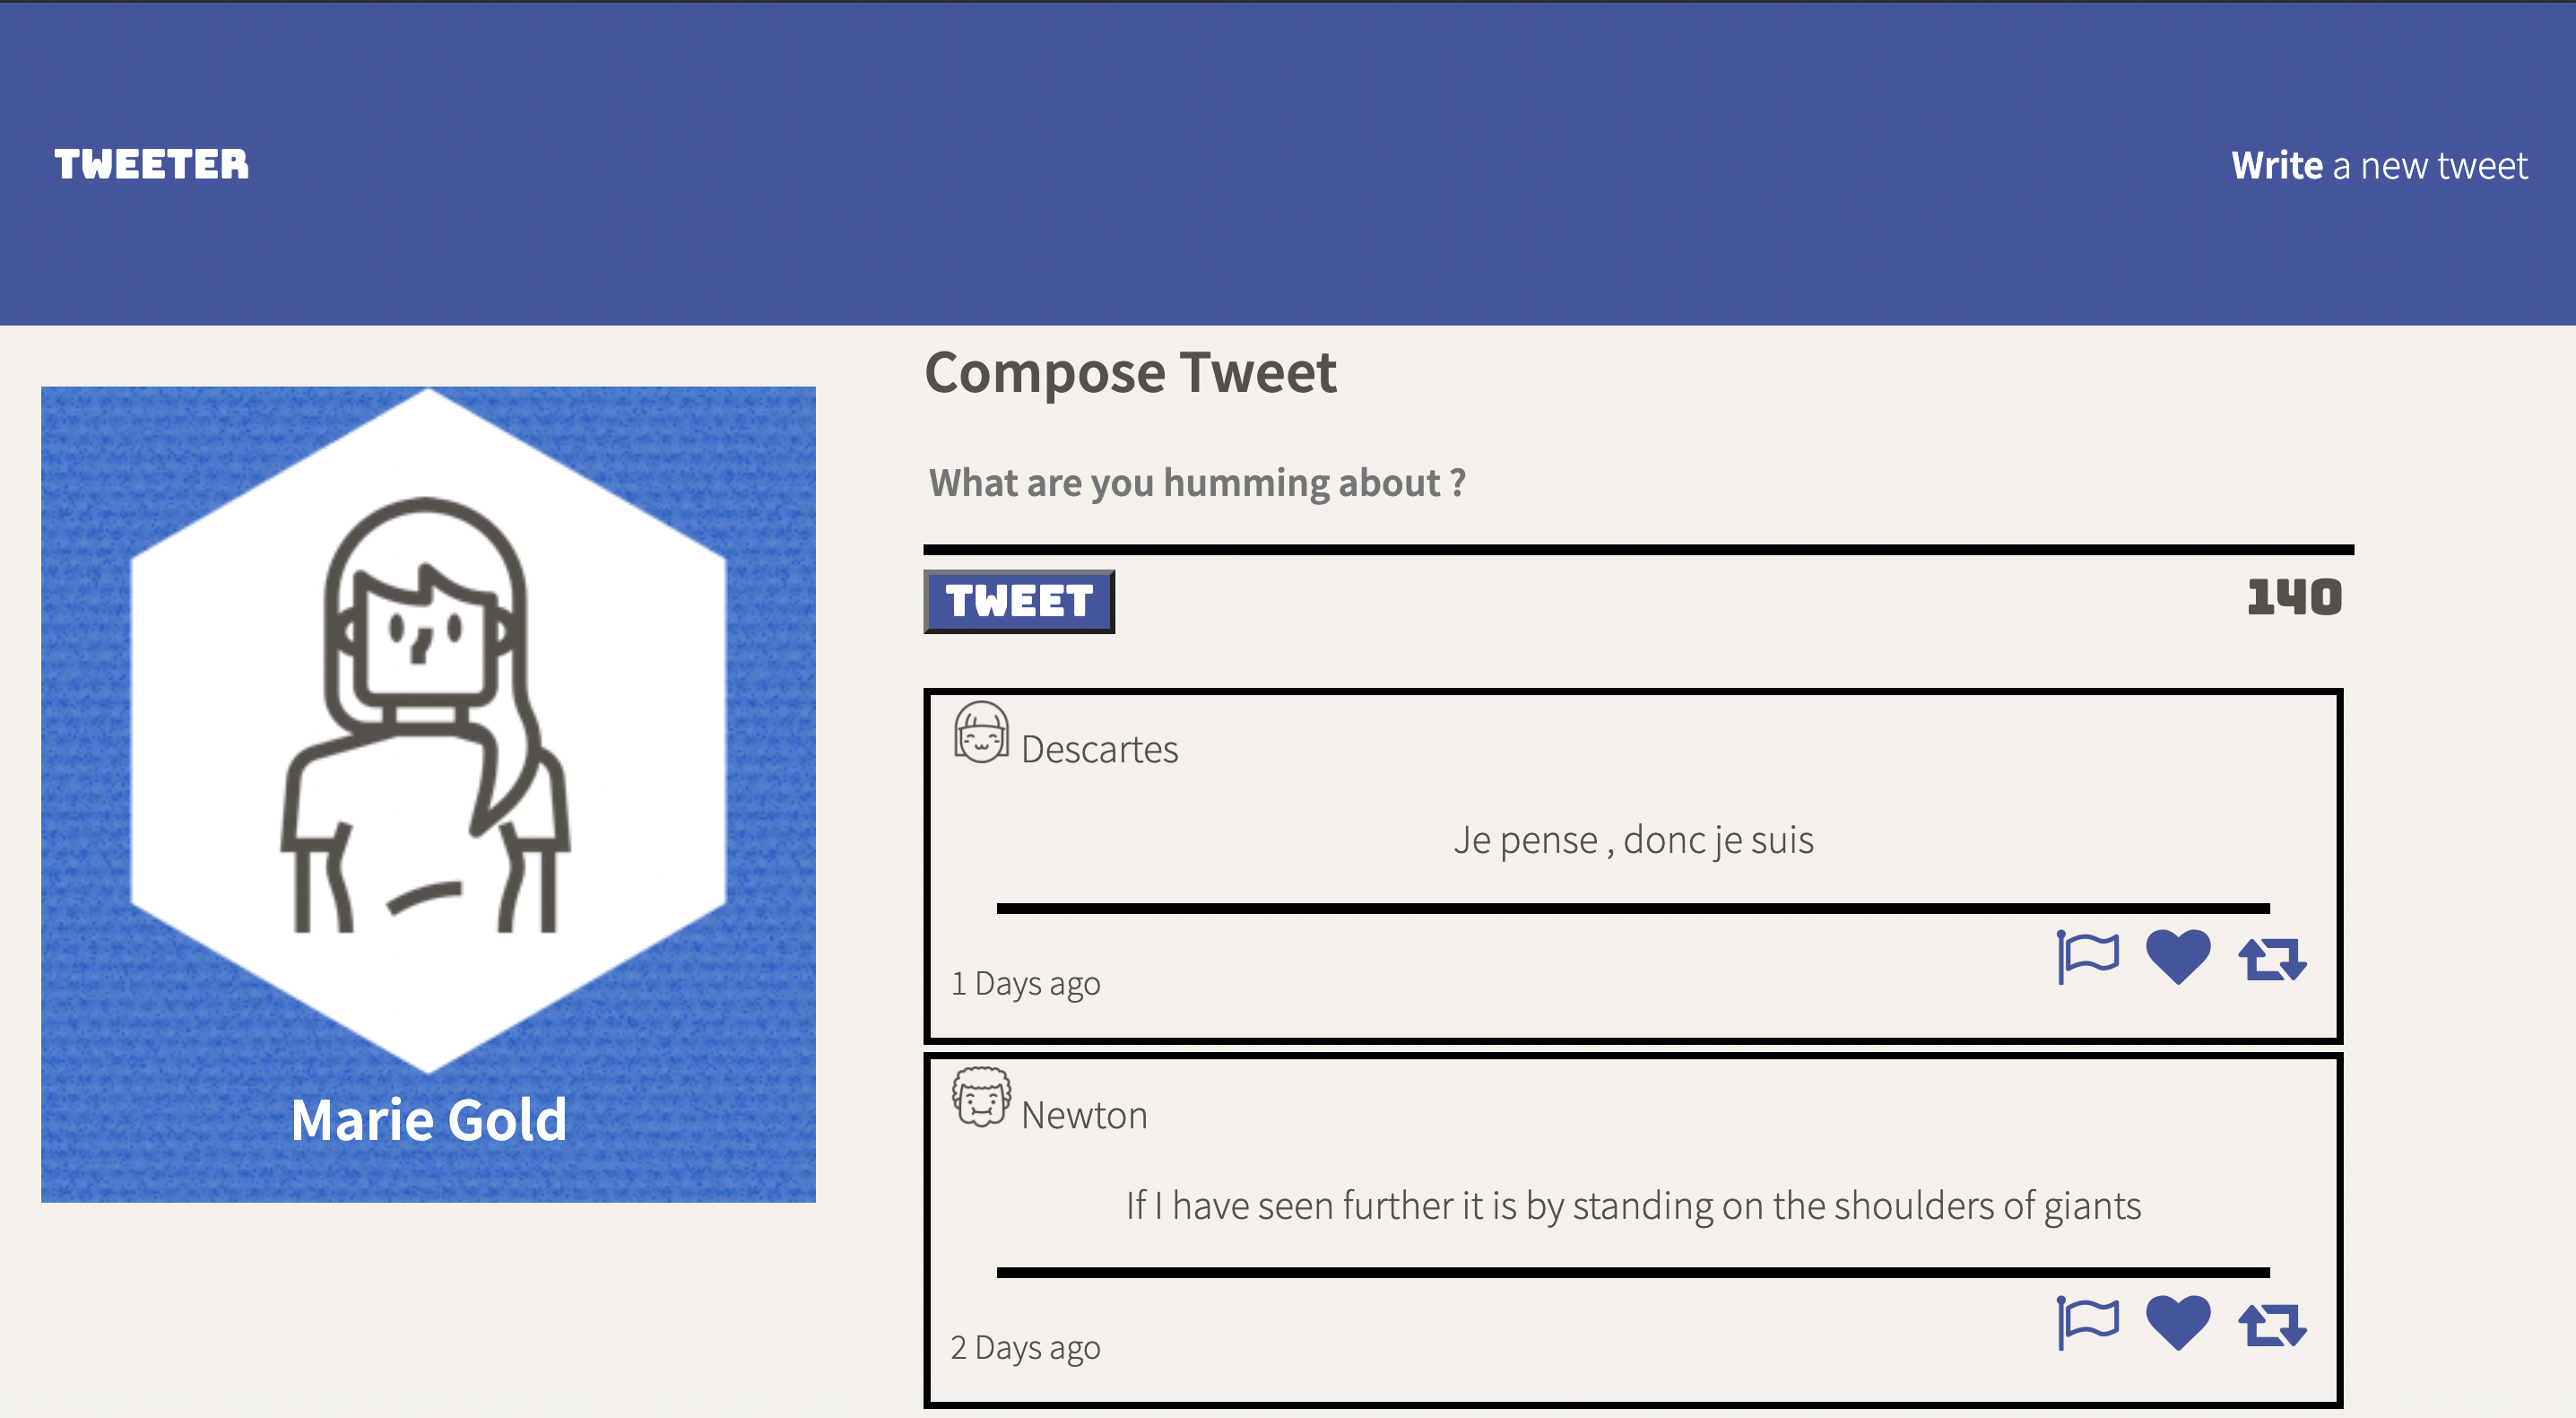 TWEETER
Write a new tweet
Marie Gold
Compose Tweet
What are you humming about ?
TWEET
140
Descartes
Je pense , donc je suis
1 Days ago
Newton
If I have seen further it is by standing on the shoulders of giants
2 Days ago